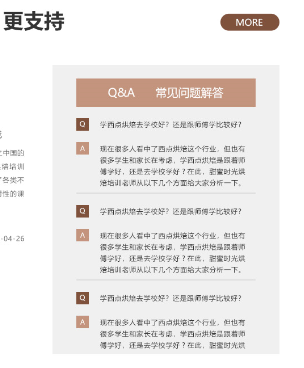 更支持
MORE
Q&A 常见问题解答
Q 学西点烘焙去学校好？还是跟师傅学比较好？
A 现在很多人看中了西点烘焙这个行业，但也有
很多学生和家长在考虑，学西点烘焙是跟着师
傅学好，还是去学校学好？在此，甜蜜时光烘
焙培训老师从以下几个方面给大家分析一下。
Q 学西点烘焙去学校好？还是跟师傅学比较好？
A 现在很多人看中了西点烘焙这个行业，但也有
很多学生和家长在考虑，学西点烘焙是跟着师
傅学好，还是去学校学好？在此，甜蜜时光烘
焙培训老师从以下几个方面给大家分析一下。
Q 学西点烘焙去学校好？还是跟师傅学比较好？
A 现在很多人看中了西点烘焙这个行业，但也有
很多学生和家长在考虑，学西点烘焙是跟着师
傅学好，还是去学校学好？在此，甜蜜时光烘
中国的
培训
各类不
性的课
-04-26